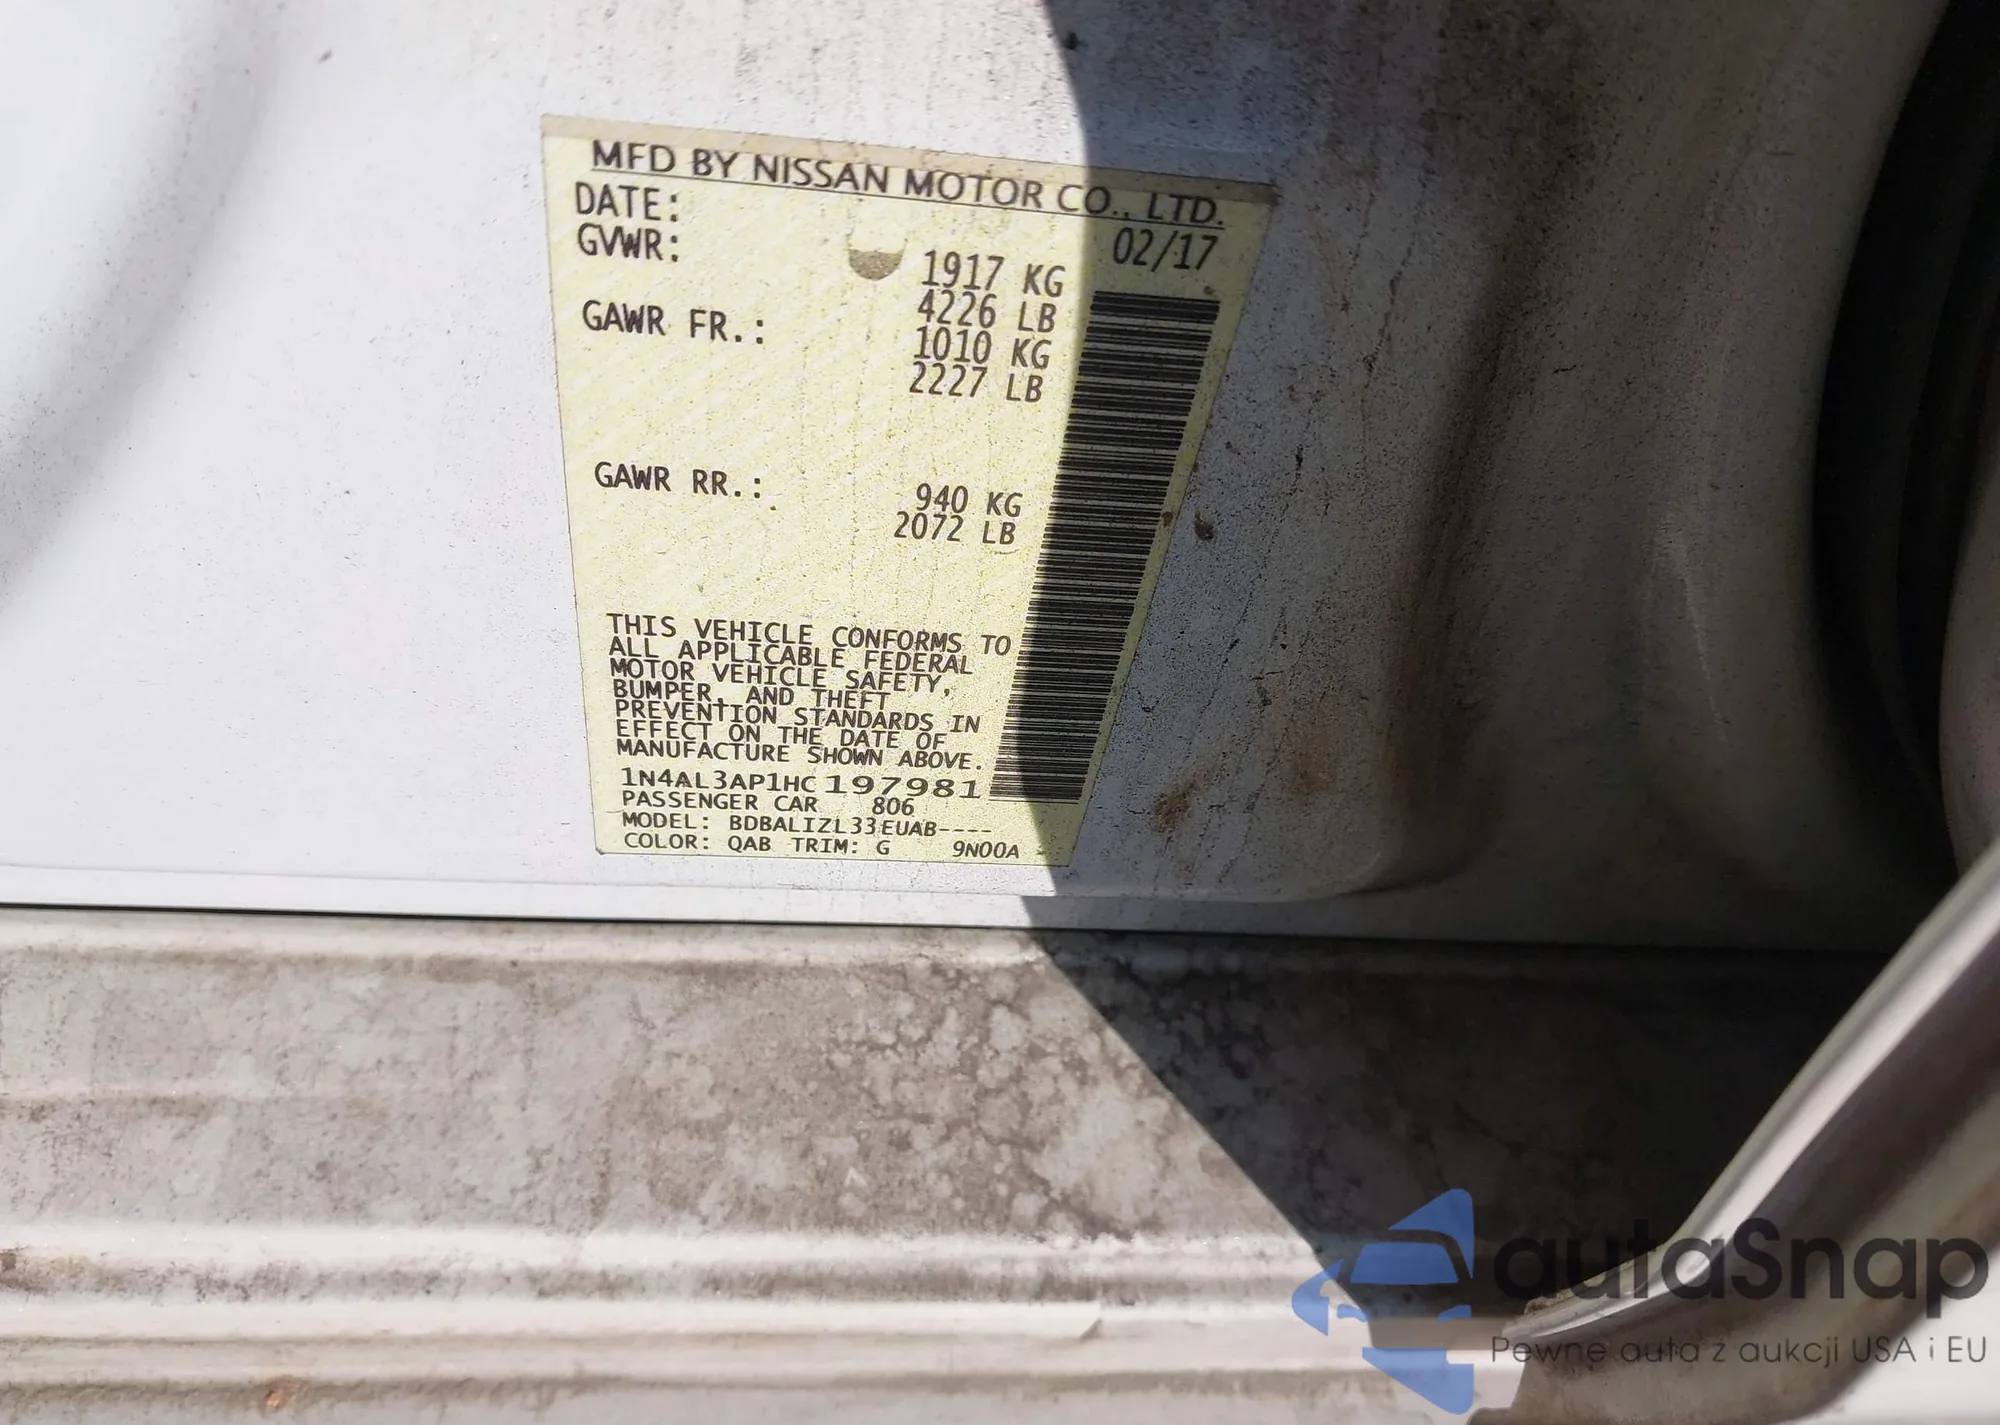 MFD BY NISSAN MOTOR CO., LTD.
DATE: 02/17
GVWR: 1917 KG
4226 LB
GAWR FR.: 1010 KG
2227 LB
GAWR RR.: 940 KG
2072 LB
THIS VEHICLE CONFORMS TO
ALL APPLICABLE FEDERAL
MOTOR VEHICLE SAFETY,
BUMPER, AND THEFT
PREVENTION STANDARDS IN
EFFECT ON THE DATE OF
MANUFACTURE SHOWN ABOVE.
1N4AL3AP1HC197981
PASSENGER CAR 806
MODEL: BDBALIZL33EUAB----
COLOR: QAB TRIM: G 9N00A
autaSnap
Pewne auta z aukcji USA i EU